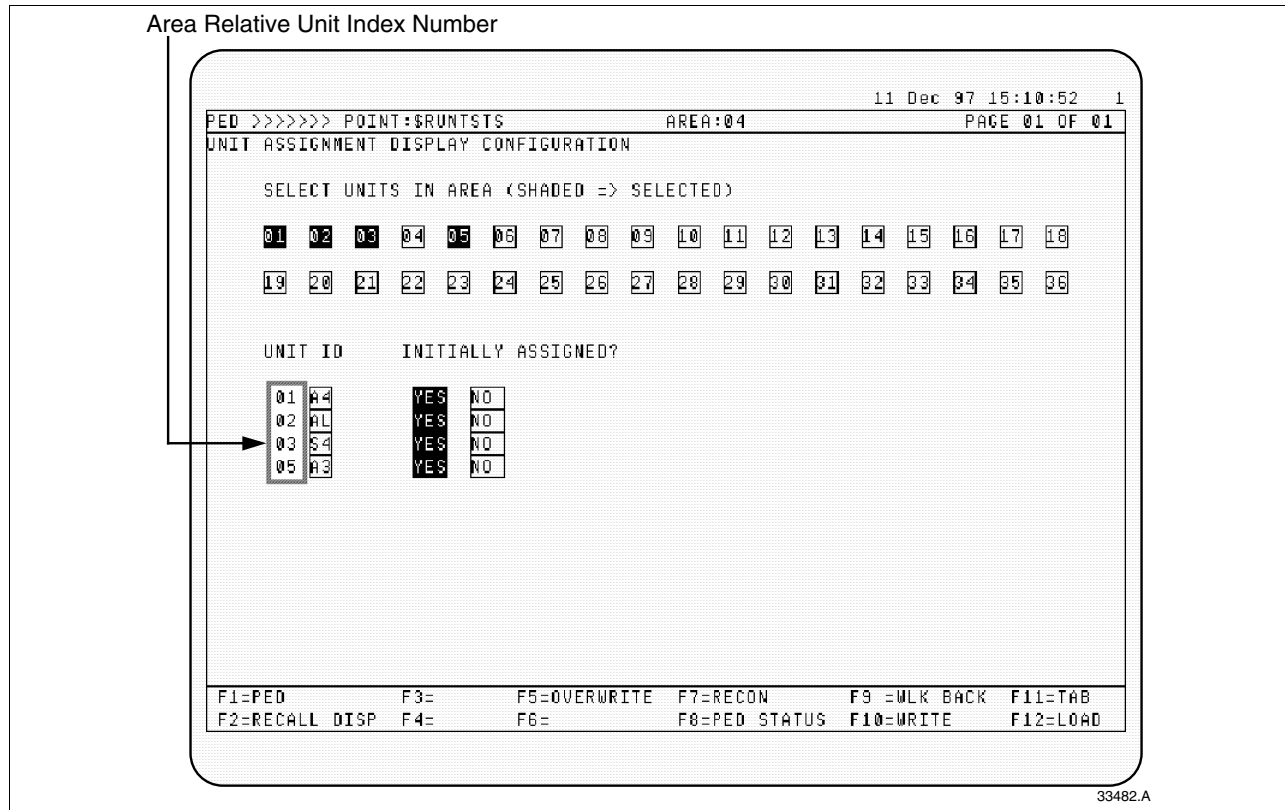 Area Relative Unit Index Number
11 Dec 97 15:10:52 1
PED >>>>>>> POINT:$RUNTSTS AREA:04 PAGE 01 OF 01
UNIT ASSIGNMENT DISPLAY CONFIGURATION
SELECT UNITS IN AREA (SHADED => SELECTED)
01 02 03 04 05 06 07 08 09 10 11 12 13 14 15 16 17 18
19 20 21 22 23 24 25 26 27 28 29 30 31 32 33 34 35 36
UNIT ID INITIALLY ASSIGNED?
01 A4 YES NO
02 AL YES NO
03 S4 YES NO
05 A3 YES NO
F1=PED F3= F5=OVERWRITE F7=RECON F9 =WLK BACK F11=TAB
F2=RECALL DISP F4= F6= F8=PED STATUS F10=WRITE F12=LOAD
33482.A